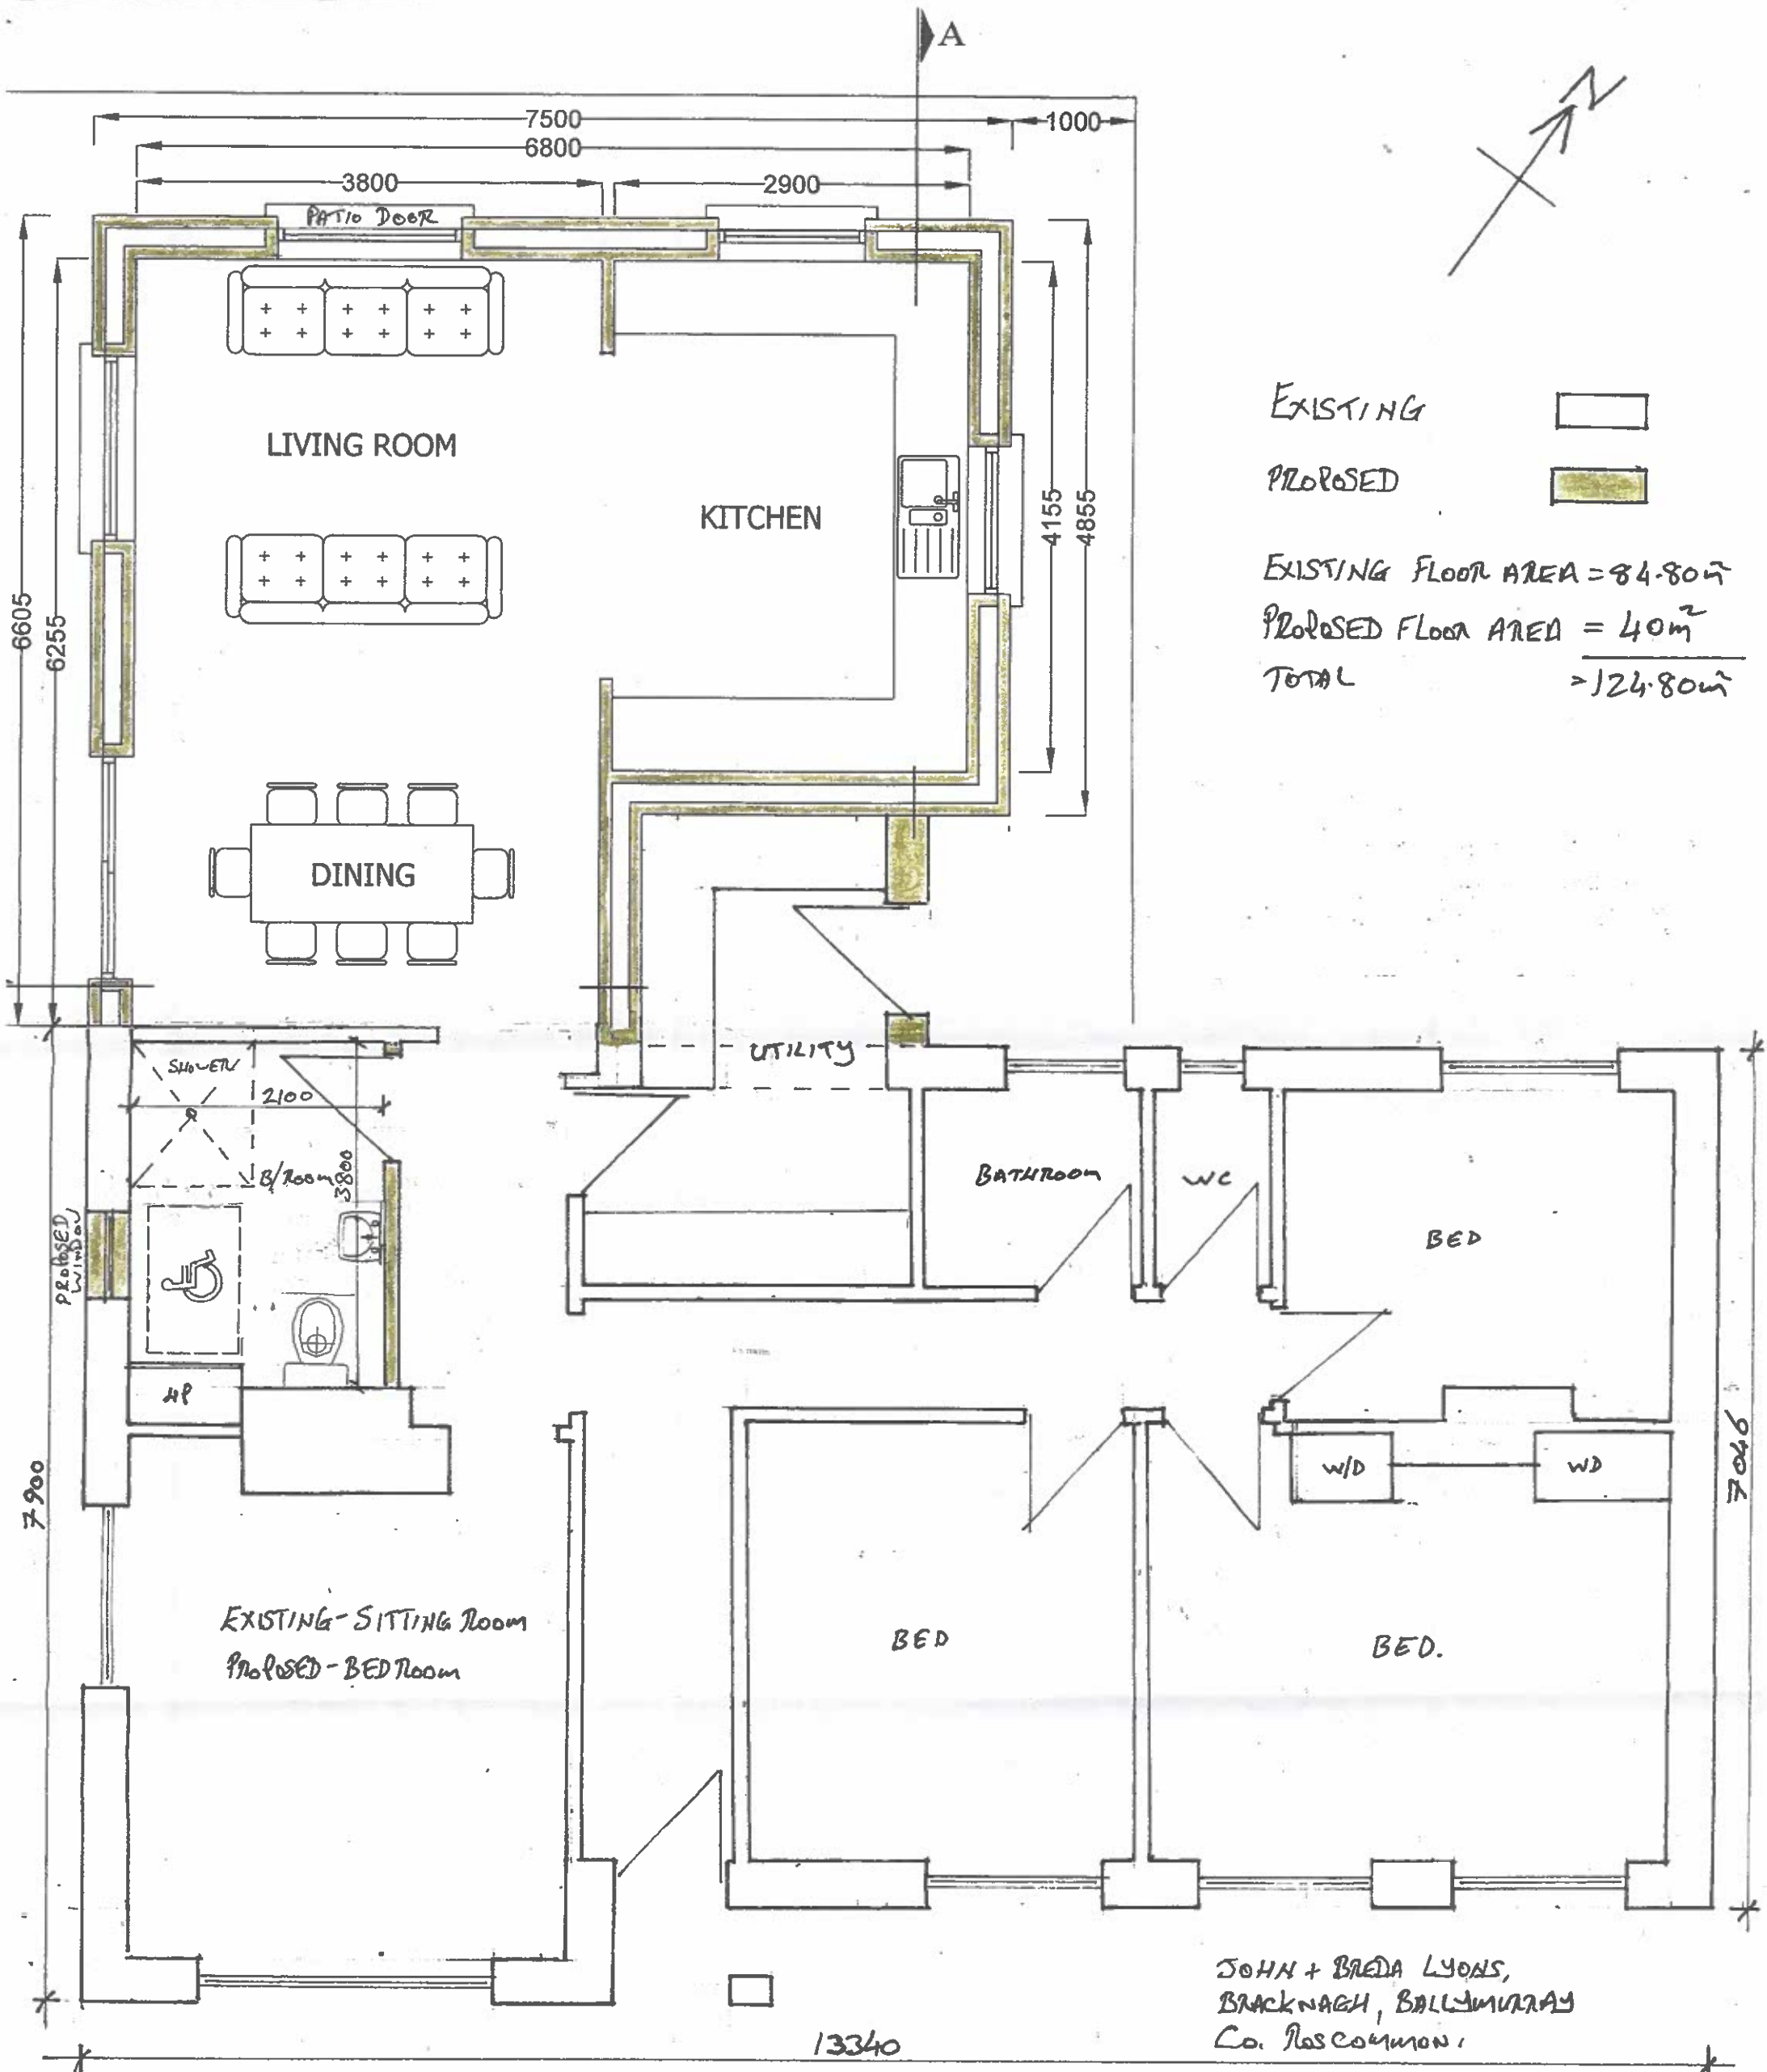 A
N
7500
1000
6800
3800
2900
PATIO DOOR
EXISTING
PROPOSED
LIVING ROOM
KITCHEN
4155
4855
EXISTING FLOOR AREA = 84.80m²
PROPOSED FLOOR AREA = 40m²
TOTAL = 124.80m²
6605
6255
DINING
UTILITY
SHOWER
2100
B/ROOM
3800
BATHROOM
WC
BED
PROPOSED
WINDOW
HP
W/D
WD
7900
7046
EXISTING - SITTING ROOM
PROPOSED - BEDROOM
BED
BED.
JOHN + BREDA LYONS,
BRACKNAGH, BALLYMURRAY
Co. ROSCOMMON.
13340